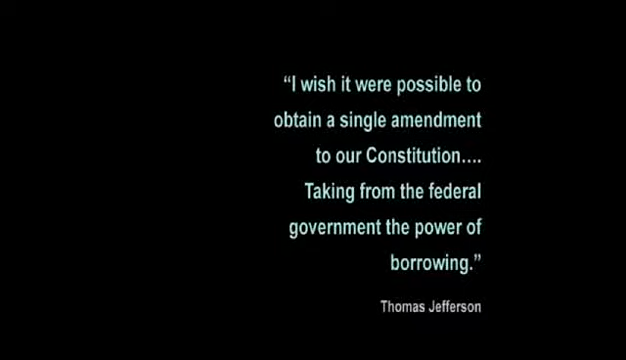 “I wish it were possible to
obtain a single amendment
to our Constitution....
Taking from the federal
government the power of
borrowing.”
Thomas Jefferson